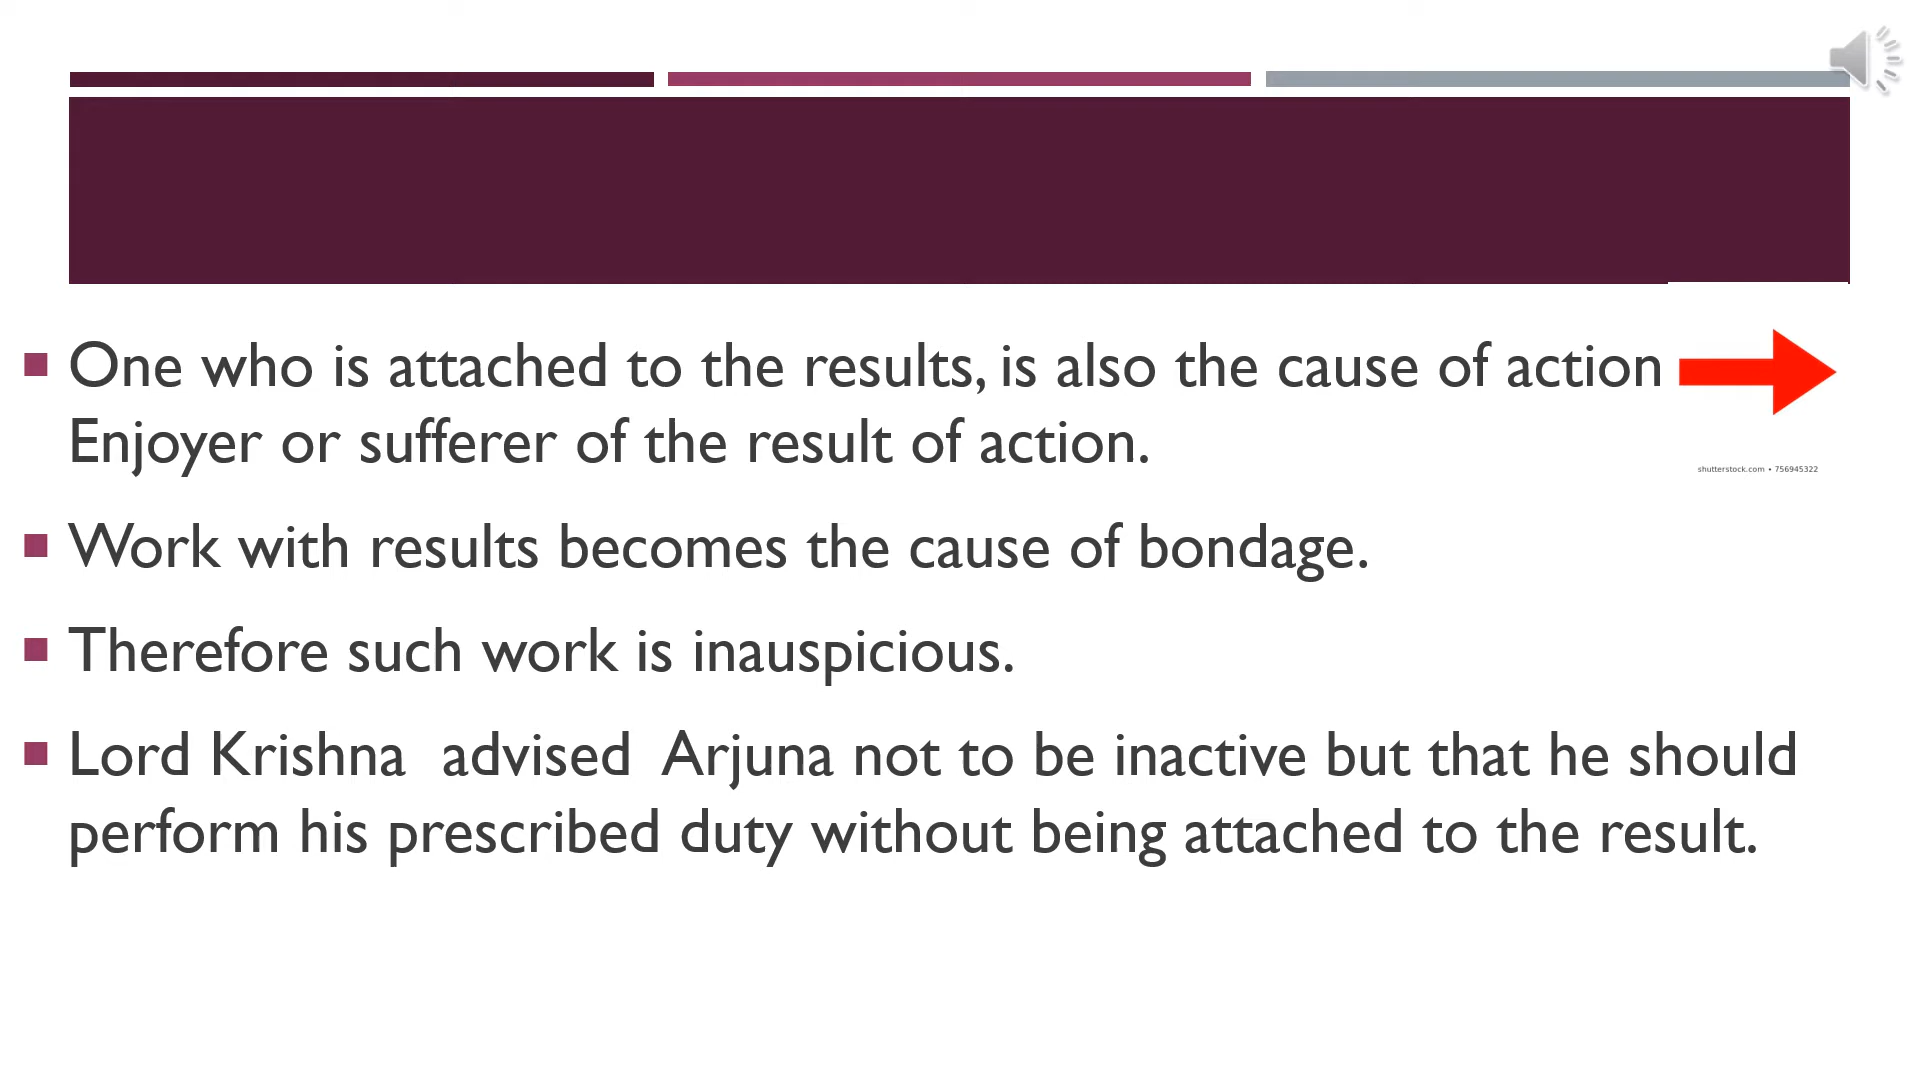 One who is attached to the results, is also the cause of action
Enjoyer or sufferer of the result of action.
shutterstock.com • 756945322
Work with results becomes the cause of bondage.
Therefore such work is inauspicious.
Lord Krishna  advised  Arjuna not to be inactive but that he should
perform his prescribed duty without being attached to the result.